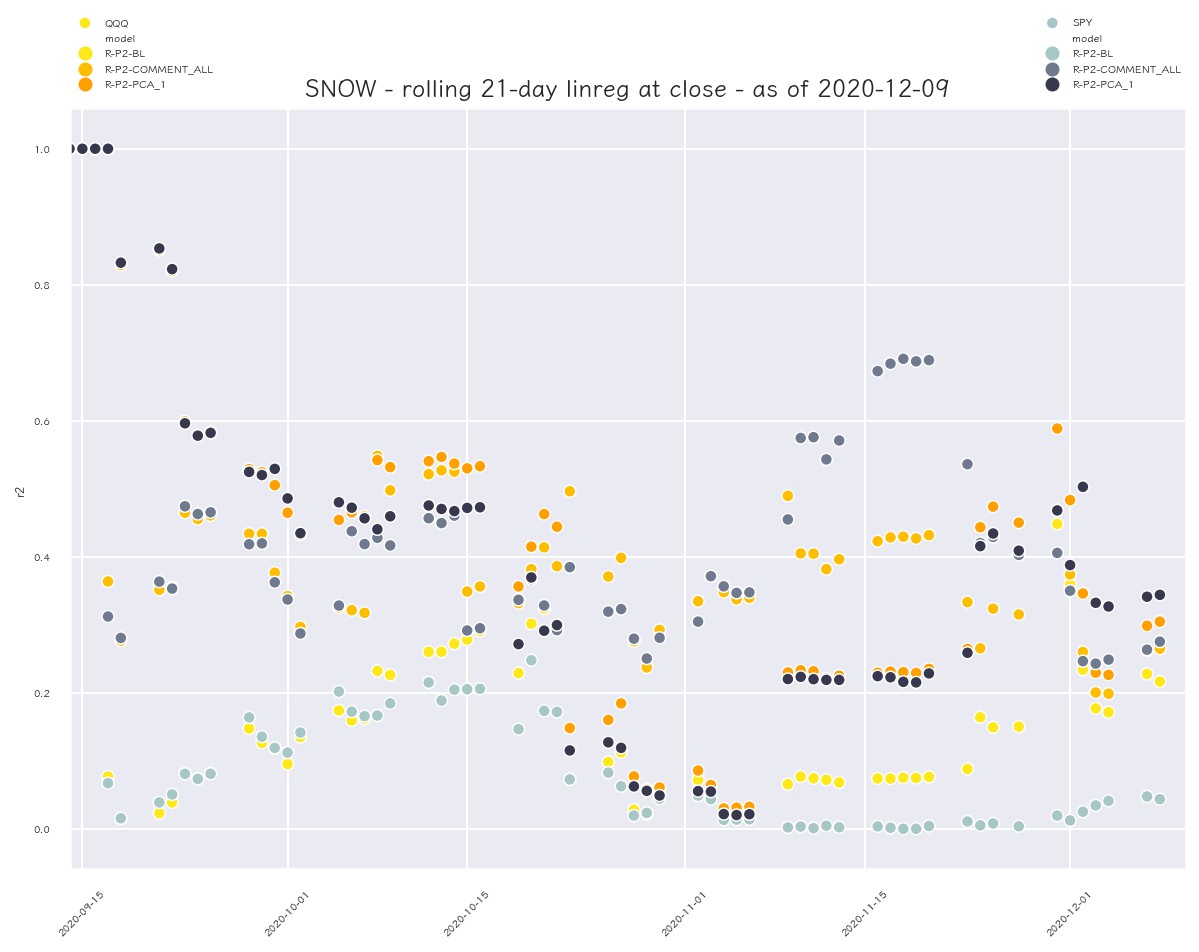 QQQ
model
R-P2-BL
R-P2-COMMENT_ALL
R-P2-PCA_1
SPY
model
R-P2-BL
R-P2-COMMENT_ALL
R-P2-PCA_1
SNOW - rolling 21-day linreg at close - as of 2020-12-09
1.0
0.8
0.6
0.4
0.2
0.0
r2
2020-09-15
2020-10-01
2020-10-15
2020-11-01
2020-11-15
2020-12-01